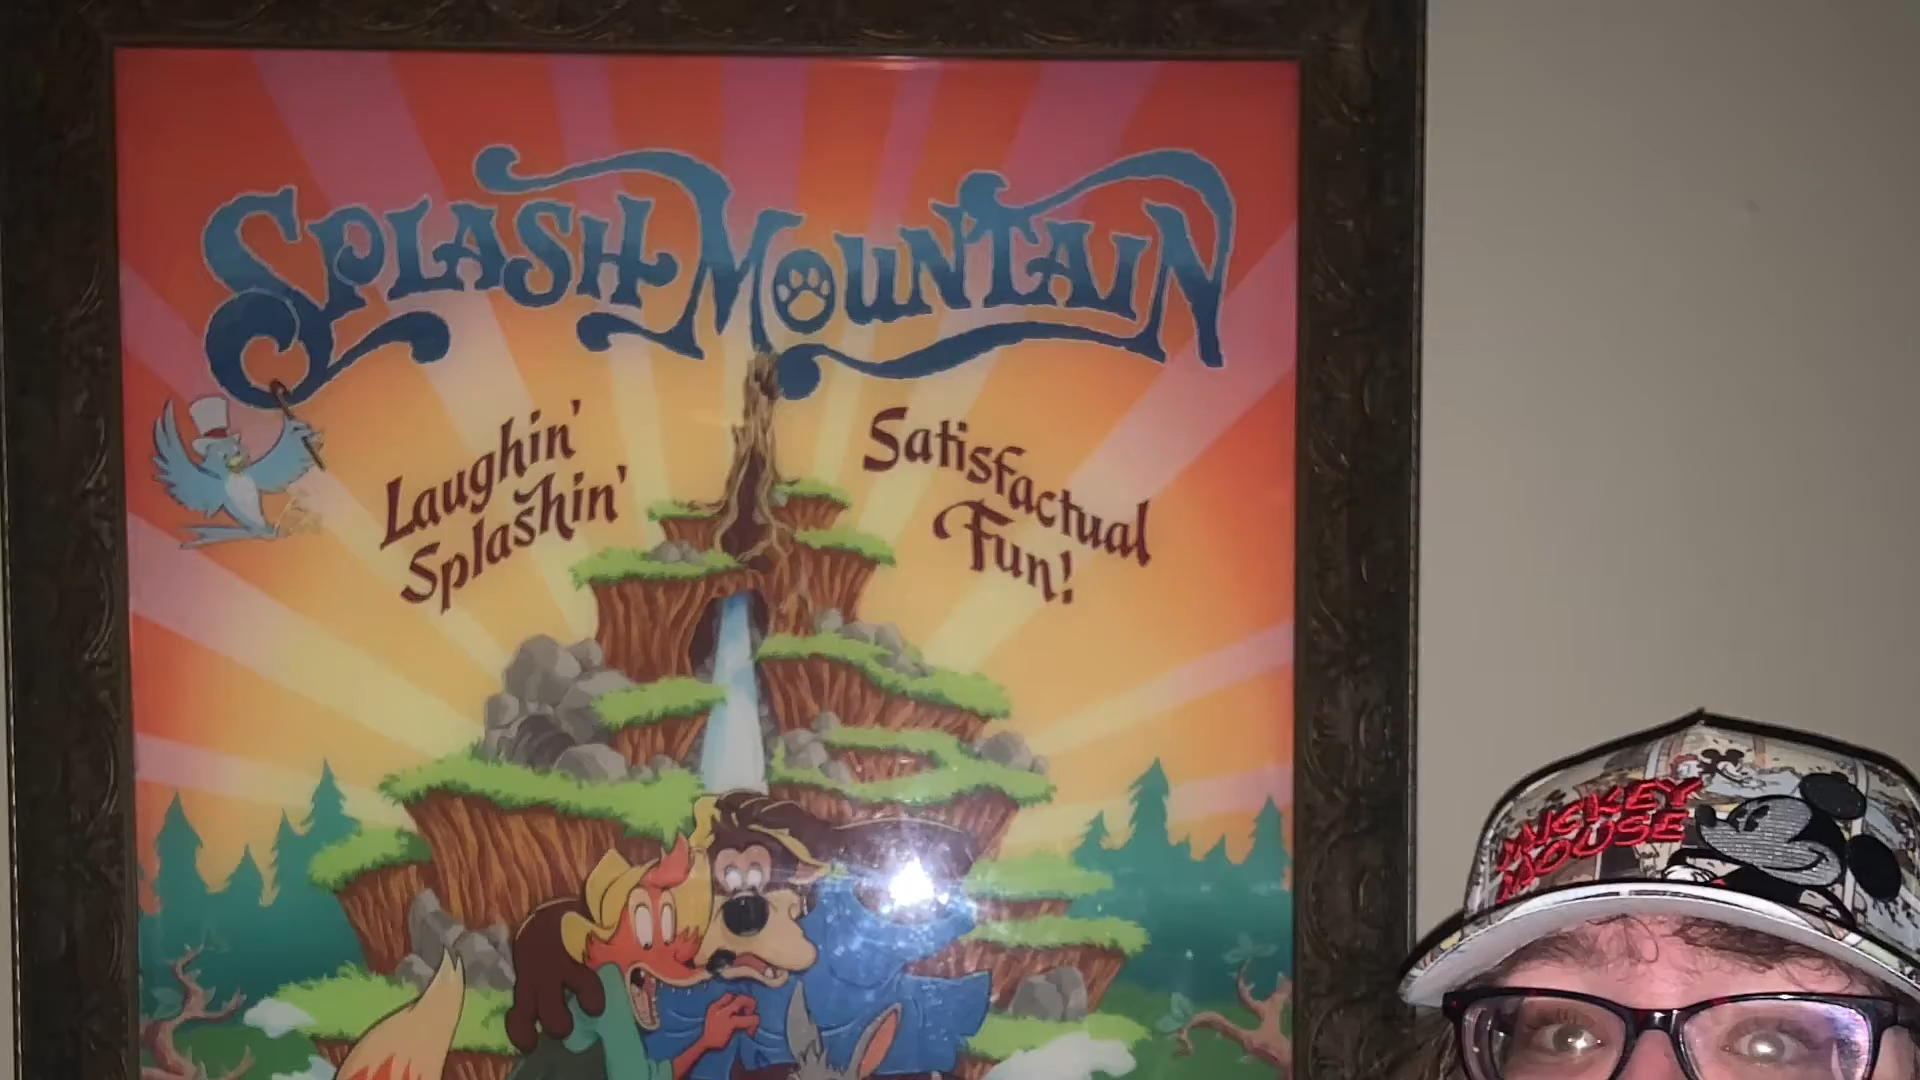 SPLASH MOUNTAIN
Laughin'
Splashin'
Satisfactual
Fun!
MICKEY
MOUSE